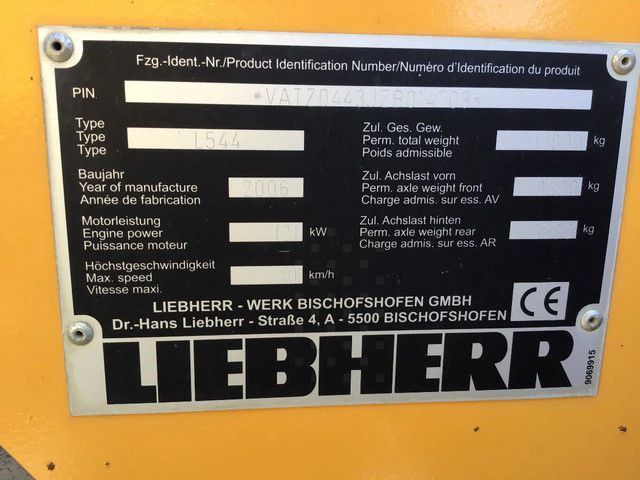 Fzg.-Ident.-Nr./Product Identification Number/Numèro d'Identification du produit
PIN.
Type
Type L544
Type
Baujahr
Year of manufacture 2006
Année de fabrication
Motorleistung
Engine power 121 kW
Puissance moteur
Höchstgeschwindigkeit
Max. speed km/h
Vitesse maxi.
Zul. Ges. Gew.
Perm. total weight kg
Poids admissible
Zul. Achslast vorn
Perm. axle weight front kg
Charge admis. sur ess. AV
Zul. Achslast hinten
Perm. axle weight rear kg
Charge admis. sur ess. AR
LIEBHERR - WERK BISCHOFSHOFEN GMBH
Dr.-Hans Liebherr - Straße 4, A - 5500 BISCHOFSHOFEN
CE
LIEBHERR
9069915